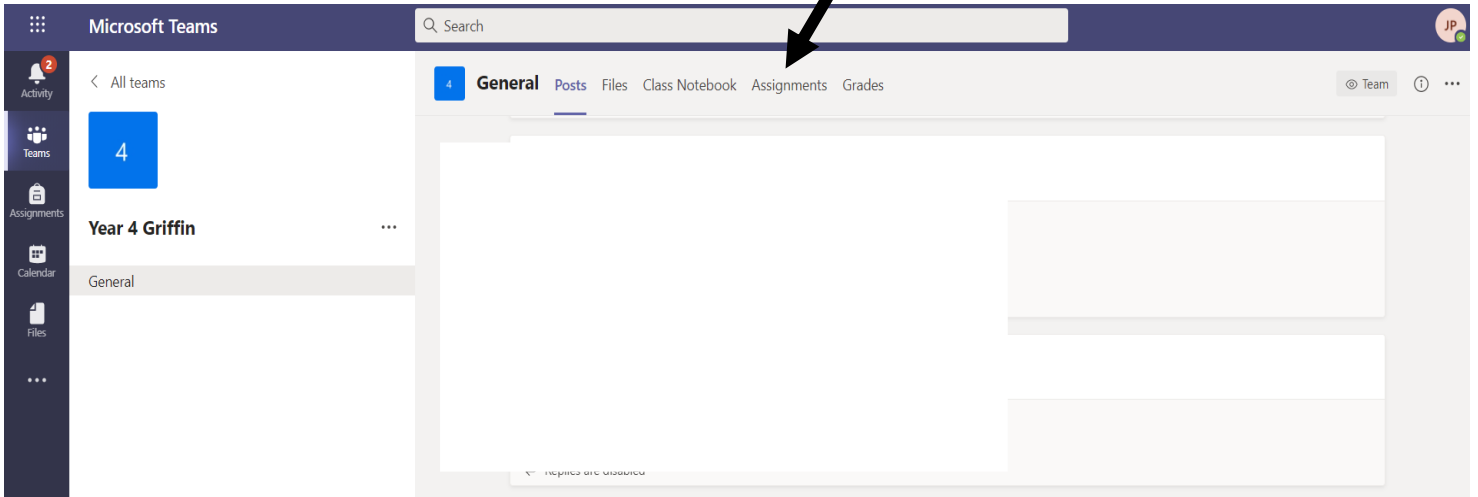 Microsoft Teams
Search
JP
2
Activity
Teams
Assignments
Calendar
Files
All teams
4
Year 4 Griffin
General
4 General Posts Files Class Notebook Assignments Grades
Team
Replies are disabled